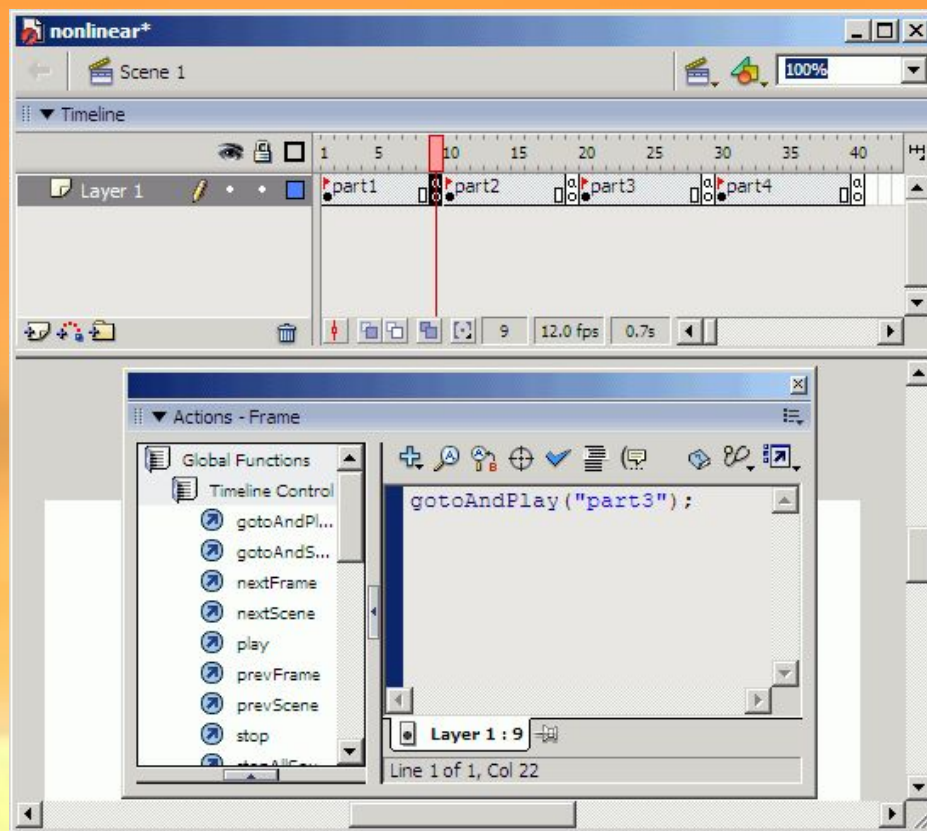 nonlinear*
Scene 1
100%
Timeline
1 5 10 15 20 25 30 35 40
Layer 1
part1 part2 part3 part4
9 12.0 fps 0.7s
Actions - Frame
Global Functions
Timeline Control
gotoAndPl...
gotoAndS...
nextFrame
nextScene
play
prevFrame
prevScene
stop
gotoAndPlay("part3");
Layer 1 : 9
Line 1 of 1, Col 22